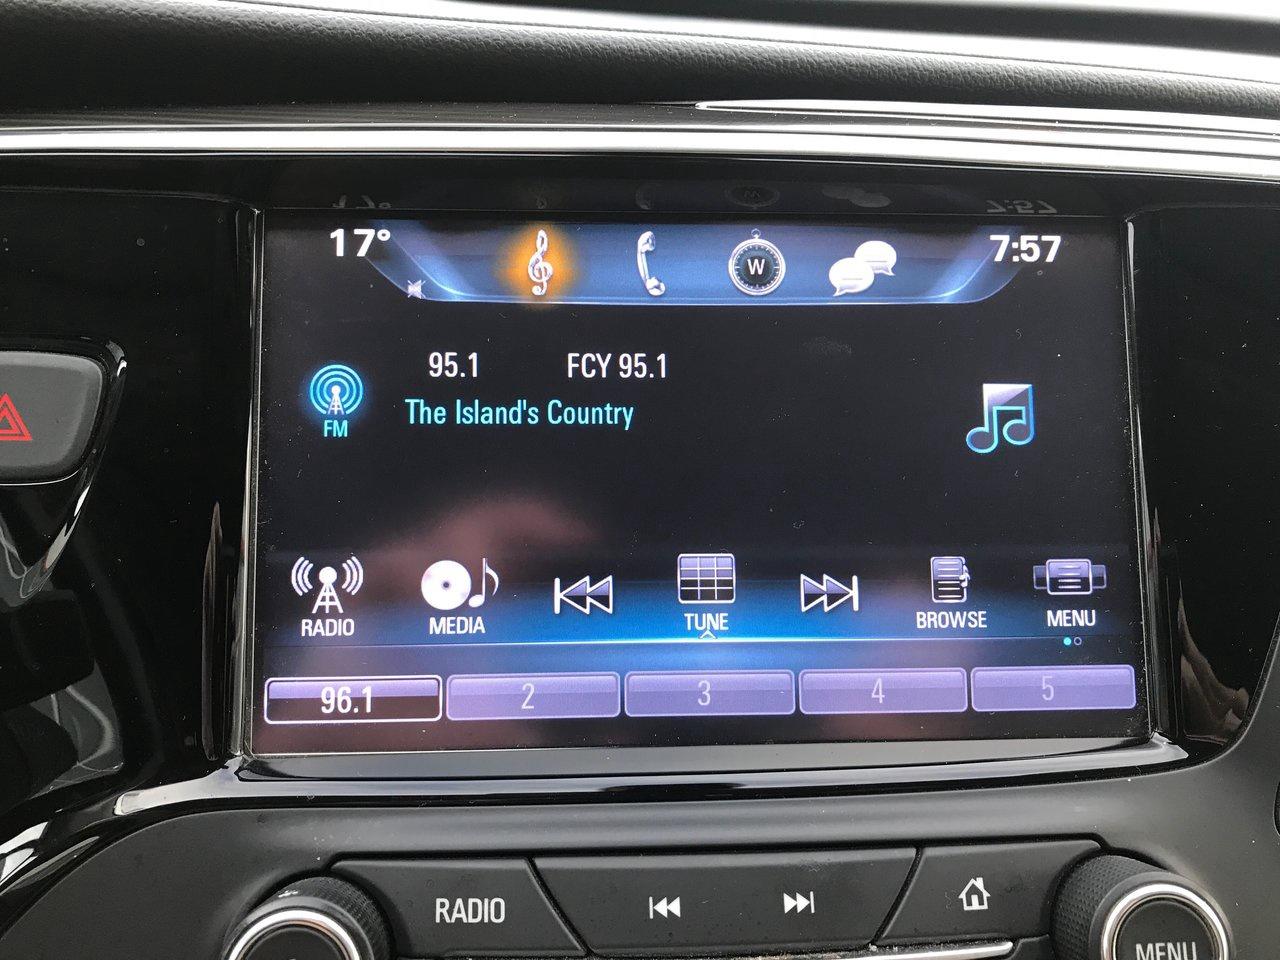 17°
W
7:57
95.1 FCY 95.1
The Island's Country
FM
RADIO
MEDIA
TUNE
BROWSE
MENU
96.1 2 3 4 5
RADIO
MENU